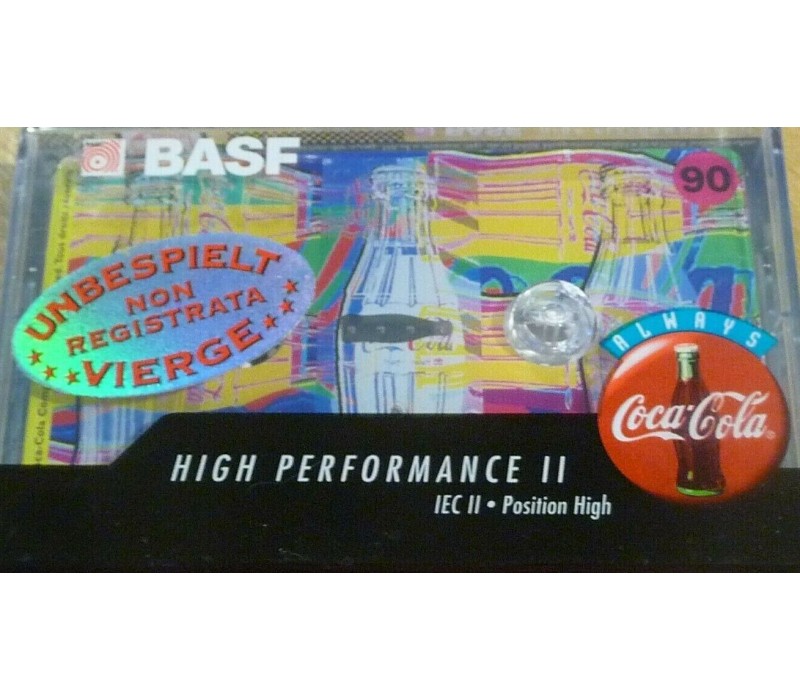 BASF
90
UNBESPIELT
NON
REGISTRATA
VIERGE
ALWAYS
Coca-Cola
HIGH PERFORMANCE II
IEC II • Position High